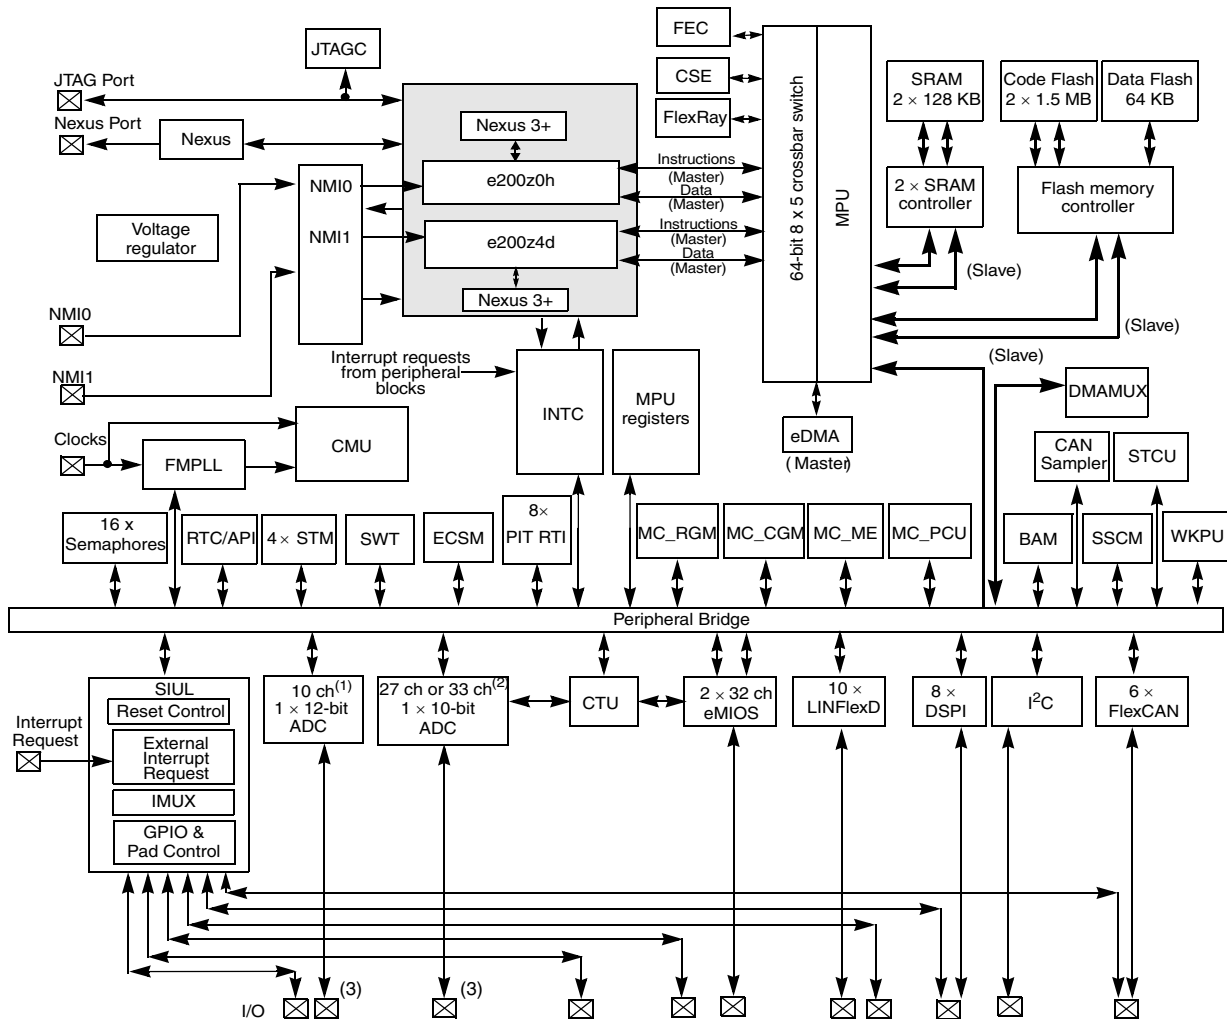 JTAGC
JTAG Port
Nexus Port
Nexus
Nexus 3+
e200z0h
e200z4d
Nexus 3+
NMI0
NMI1
Voltage
regulator
NMI0
NMI1
Instructions
(Master)
Data
(Master)
Instructions
(Master)
Data
(Master)
FEC
CSE
FlexRay
64-bit 8 x 5 crossbar switch
MPU
SRAM
2 × 128 KB
Code Flash
2 × 1.5 MB
Data Flash
64 KB
2 × SRAM
controller
Flash memory
controller
(Slave)
(Slave)
(Slave)
Interrupt requests
from peripheral
blocks
INTC
MPU
registers
eDMA
(Master)
DMAMUX
Clocks
FMPLL
CMU
CAN
Sampler
STCU
16 x
Semaphores
RTC/API
4 × STM
SWT
ECSM
8×
PIT RTI
MC_RGM
MC_CGM
MC_ME
MC_PCU
BAM
SSCM
WKPU
Peripheral Bridge
SIUL
Reset Control
External
Interrupt
Request
IMUX
GPIO &
Pad Control
Interrupt
Request
10 ch(1)
1 × 12-bit
ADC
27 ch or 33 ch(2)
1 × 10-bit
ADC
CTU
2 × 32 ch
eMIOS
10 ×
LINFlexD
8 ×
DSPI
I2C
6 ×
FlexCAN
I/O
(3)
(3)